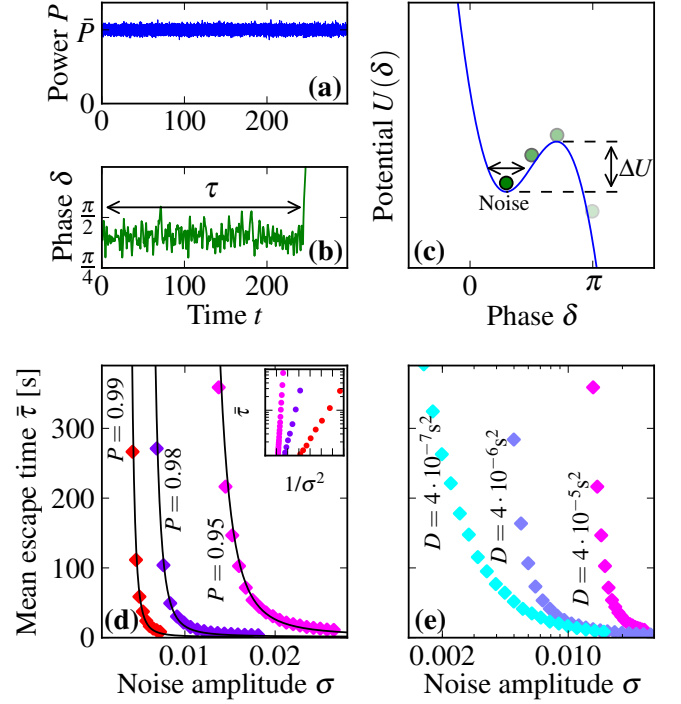 Power P
P̄
0
0
100
200
(a)
Phase δ
π/2
π/4
τ
0
100
200
(b)
Time t
Potential U(δ)
Noise
ΔU
(c)
0
π
Phase δ
Mean escape time τ̄ [s]
300
200
100
0
P = 0.99
P = 0.98
P = 0.95
τ̄
1/σ²
(d)
0.01
0.02
Noise amplitude σ
D = 4 · 10⁻⁷s²
D = 4 · 10⁻⁶s²
D = 4 · 10⁻⁵s²
(e)
0.002
0.010
Noise amplitude σ